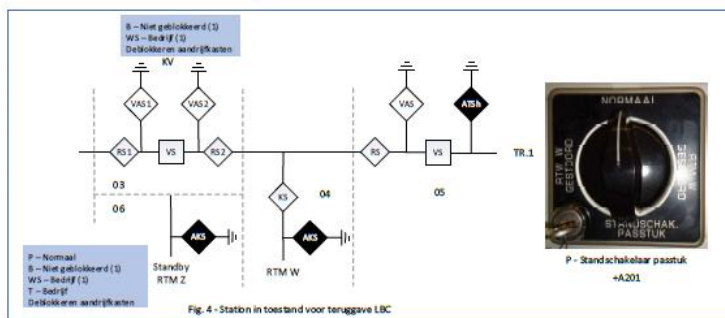 B – Niet geblokkeerd (1)
WS – Bedrijf (1)
Deblokkeren aandrijfkasten
KV
VAS1
VAS2
VAS
ATSh
RS1
VS
RS2
RS
VS
TR.1
03
06
KS
04
05
AKS
AKS
Standby
RTM Z
RTM W
P – Normaal
B – Niet geblokkeerd (1)
WS – Bedrijf (1)
T – Bedrijf
Deblokkeren aandrijfkasten
Fig. 4 - Station in toestand voor teruggave LBC
NORMAAL
RTM W
GESTOORD
RTM W
STANDSCHAK.
PASSTUK
P - Standschakelaar passtuk
+A201